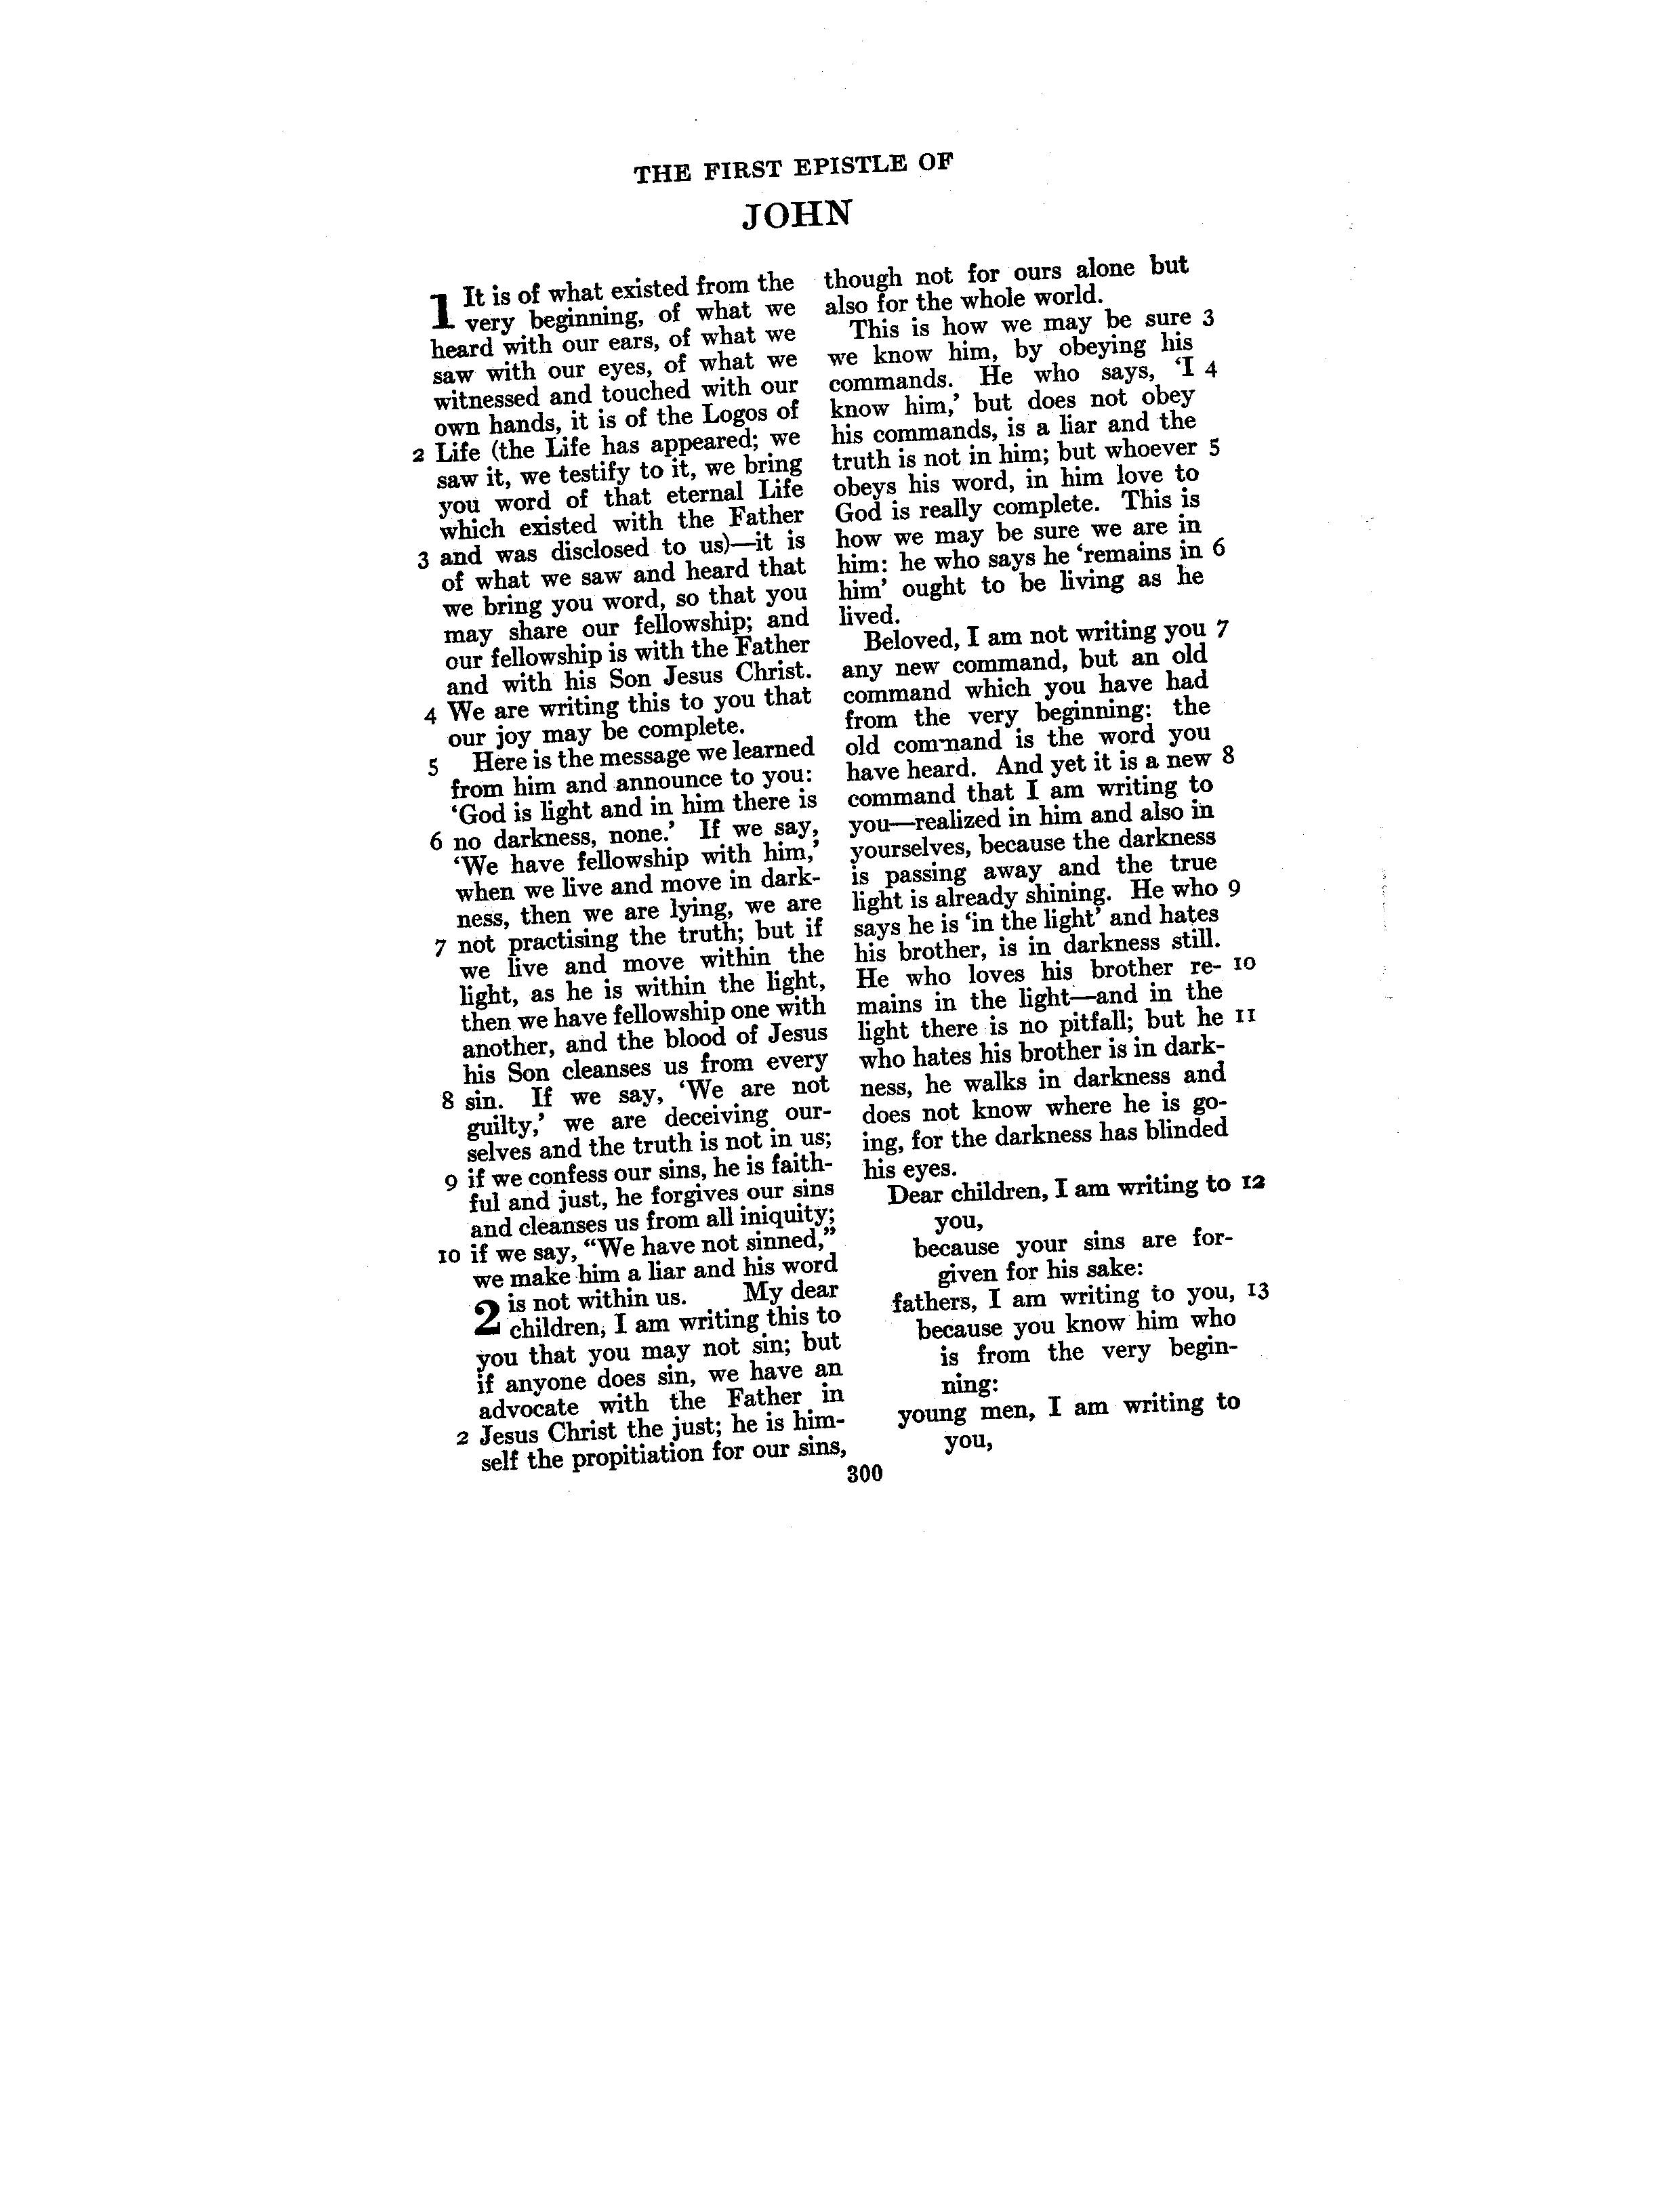 THE FIRST EPISTLE OF
JOHN
1 It is of what existed from the
very beginning, of what we
heard with our ears, of what we
saw with our eyes, of what we
witnessed and touched with our
own hands, it is of the Logos of
2 Life (the Life has appeared; we
saw it, we testify to it, we bring
you word of that eternal Life
which existed with the Father
3 and was disclosed to us)—it is
of what we saw and heard that
we bring you word, so that you
may share our fellowship; and
our fellowship is with the Father
and with his Son Jesus Christ.
4 We are writing this to you that
our joy may be complete.
5 Here is the message we learned
from him and announce to you:
‘God is light and in him there is
6 no darkness, none.’ If we say,
‘We have fellowship with him,’
when we live and move in dark-
ness, then we are lying, we are
7 not practising the truth; but if
we live and move within the
light, as he is within the light,
then we have fellowship one with
another, and the blood of Jesus
his Son cleanses us from every
8 sin. If we say, ‘We are not
guilty,’ we are deceiving our-
selves and the truth is not in us;
9 if we confess our sins, he is faith-
ful and just, he forgives our sins
and cleanses us from all iniquity;
10 if we say, “We have not sinned,”
we make him a liar and his word
2 is not within us. My dear
children, I am writing this to
you that you may not sin; but
if anyone does sin, we have an
advocate with the Father in
2 Jesus Christ the just; he is him-
self the propitiation for our sins,
though not for ours alone but
also for the whole world.
This is how we may be sure 3
we know him, by obeying his
commands. He who says, ‘I 4
know him,’ but does not obey
his commands, is a liar and the
truth is not in him; but whoever 5
obeys his word, in him love to
God is really complete. This is
how we may be sure we are in
him: he who says he ‘remains in 6
him’ ought to be living as he
lived.
Beloved, I am not writing you 7
any new command, but an old
command which you have had
from the very beginning: the
old command is the word you
have heard. And yet it is a new 8
command that I am writing to
you—realized in him and also in
yourselves, because the darkness
is passing away and the true
light is already shining. He who 9
says he is ‘in the light’ and hates
his brother, is in darkness still.
He who loves his brother re- 10
mains in the light—and in the
light there is no pitfall; but he 11
who hates his brother is in dark-
ness, he walks in darkness and
does not know where he is go-
ing, for the darkness has blinded
his eyes.
Dear children, I am writing to 12
you,
because your sins are for-
given for his sake:
fathers, I am writing to you, 13
because you know him who
is from the very begin-
ning:
young men, I am writing to
you,
300